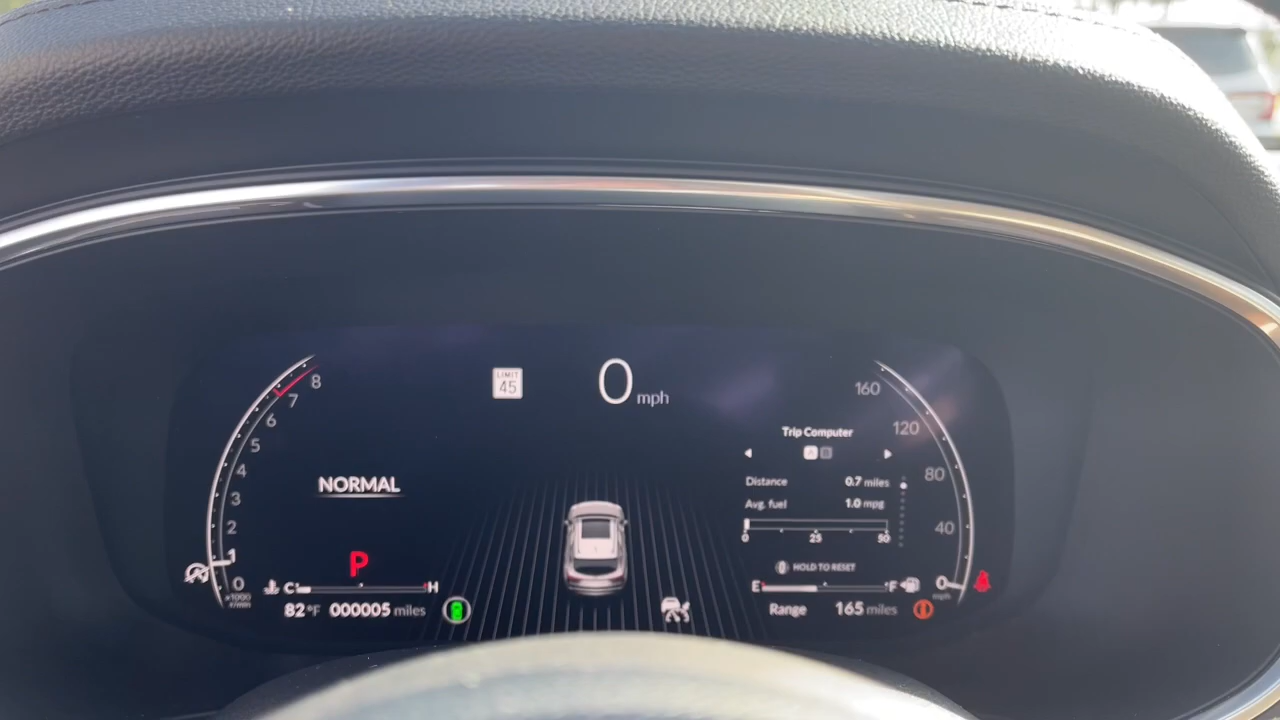 LIMIT
45
0 mph
8
7
6
5
4
3
2
1
0
x1000
r/min
NORMAL
P
C H
82 °F 000005 miles
160
120
80
40
0
mph
Trip Computer
A B
Distance 0.7 miles
Avg. fuel 1.0 mpg
0 25 50
HOLD TO RESET
E F
Range 165 miles